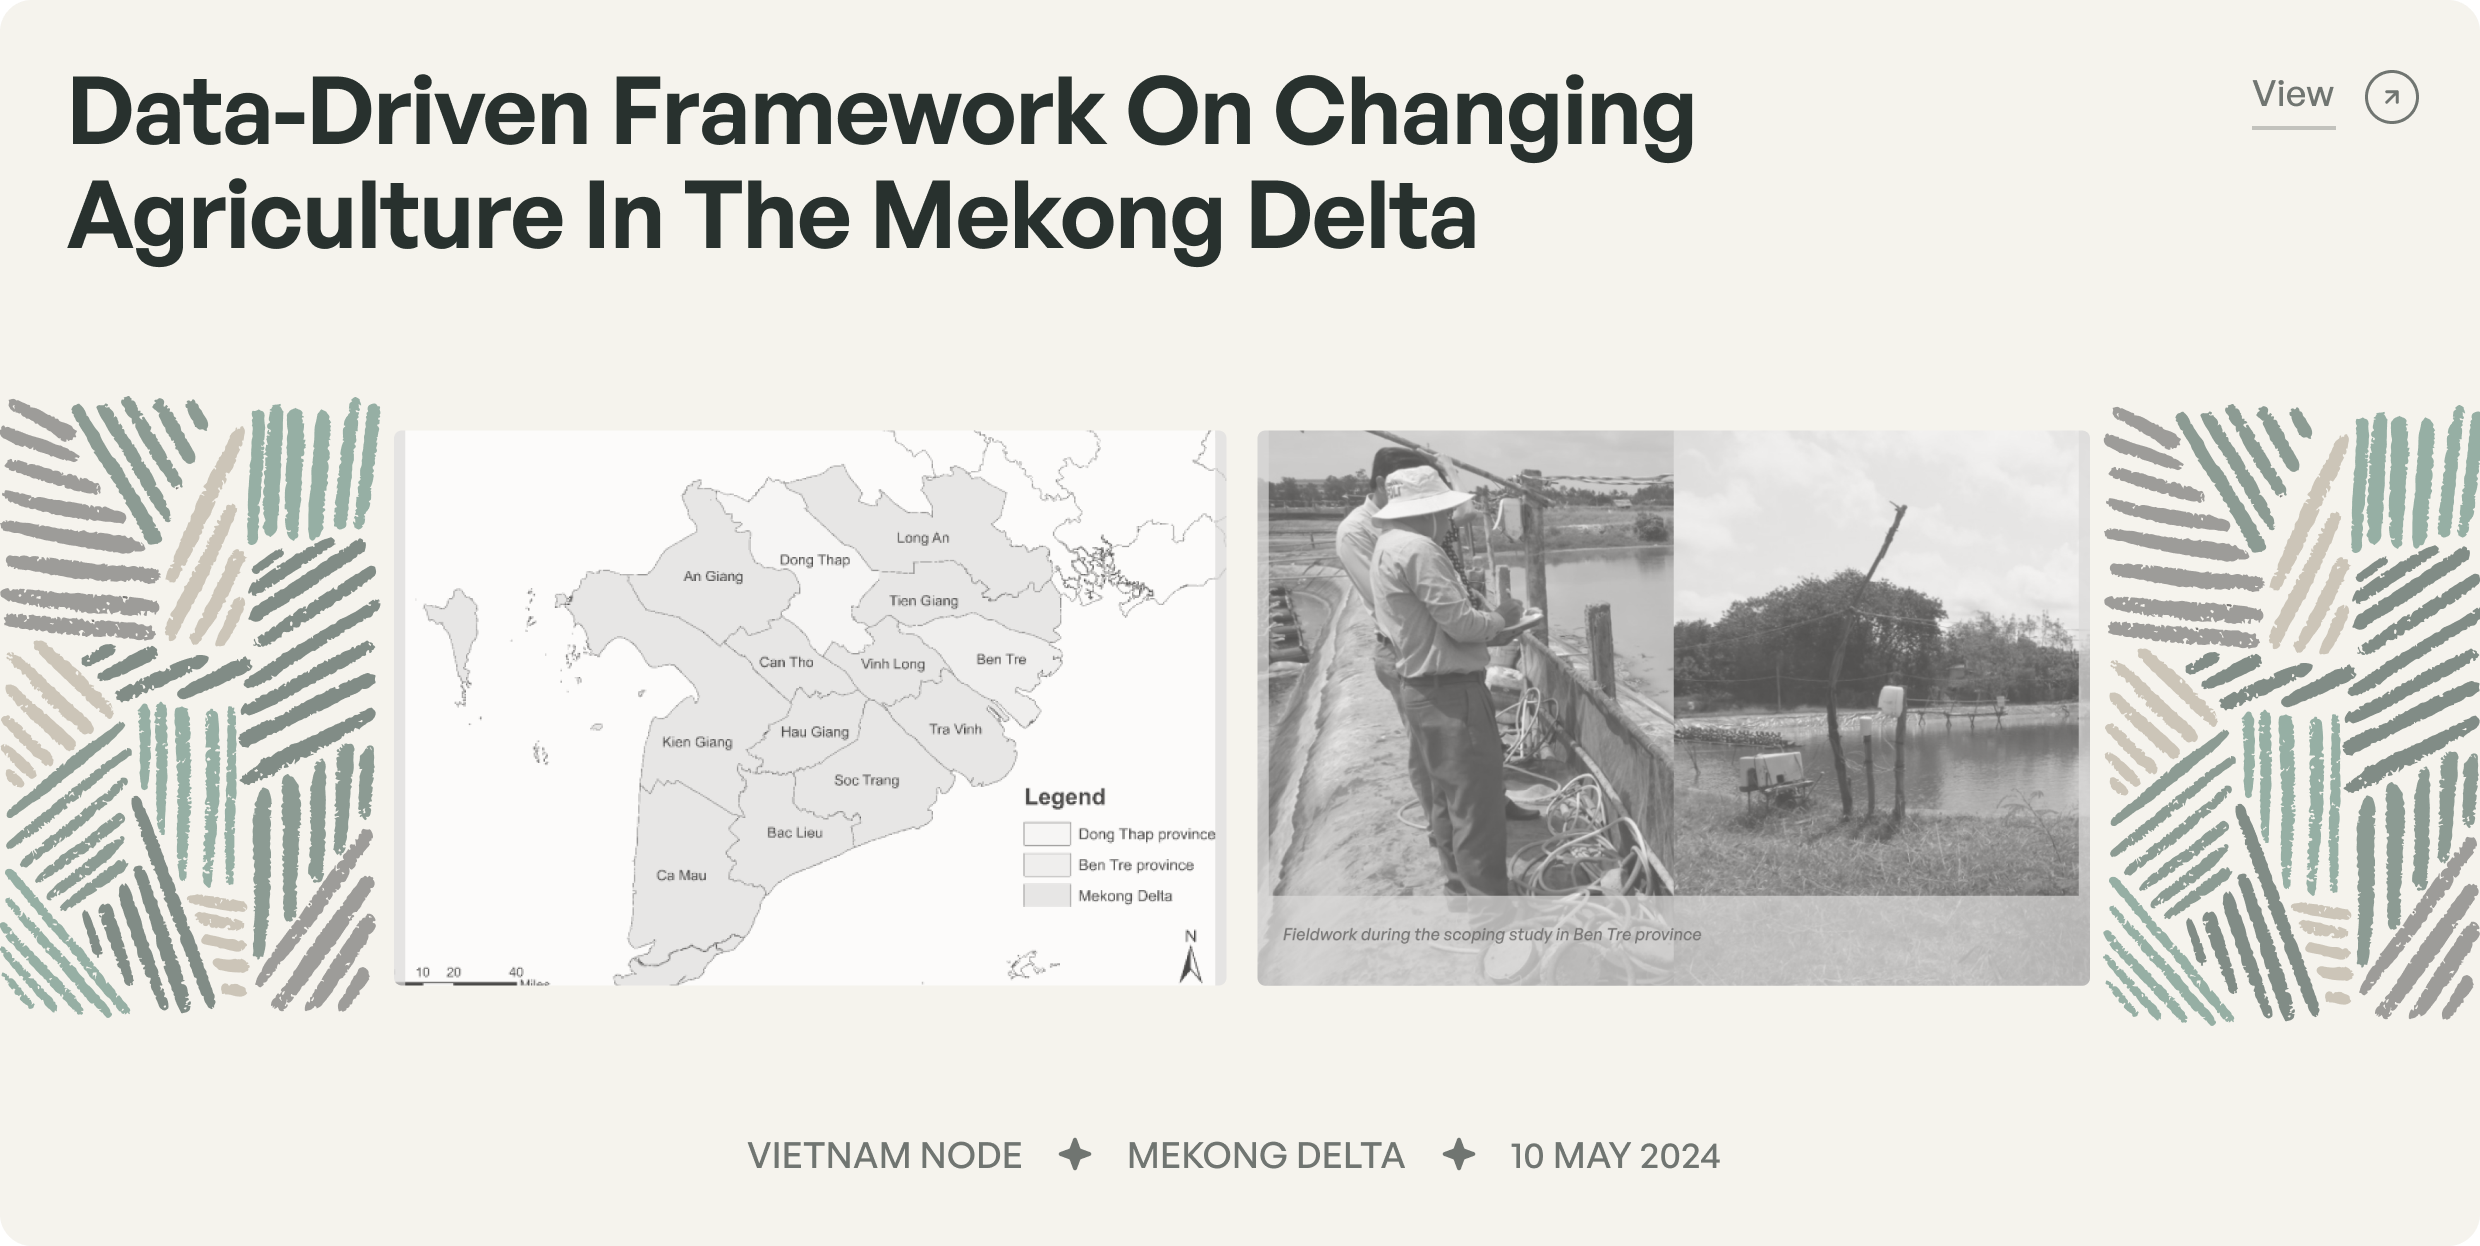 Data-Driven Framework On Changing
Agriculture In The Mekong Delta
View
Long An
Dong Thap
An Giang
Tien Giang
Can Tho
Vinh Long
Ben Tre
Kien Giang
Hau Giang
Tra Vinh
Soc Trang
Bac Lieu
Ca Mau
Legend
Dong Thap province
Ben Tre province
Mekong Delta
N
10 20 40
Miles
Fieldwork during the scoping study in Ben Tre province
VIETNAM NODE ✦ MEKONG DELTA ✦ 10 MAY 2024